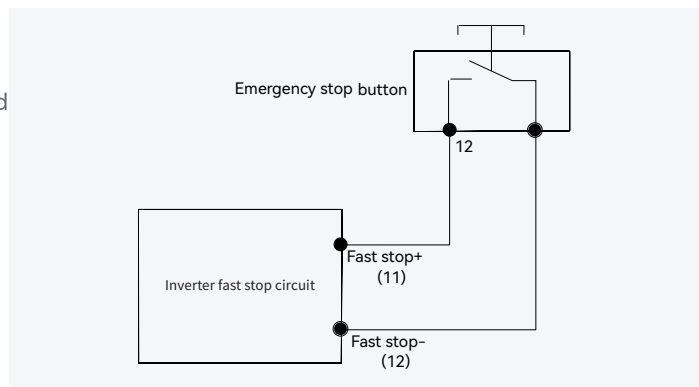 d
Emergency stop button
12
Fast stop+
(11)
Inverter fast stop circuit
Fast stop-
(12)